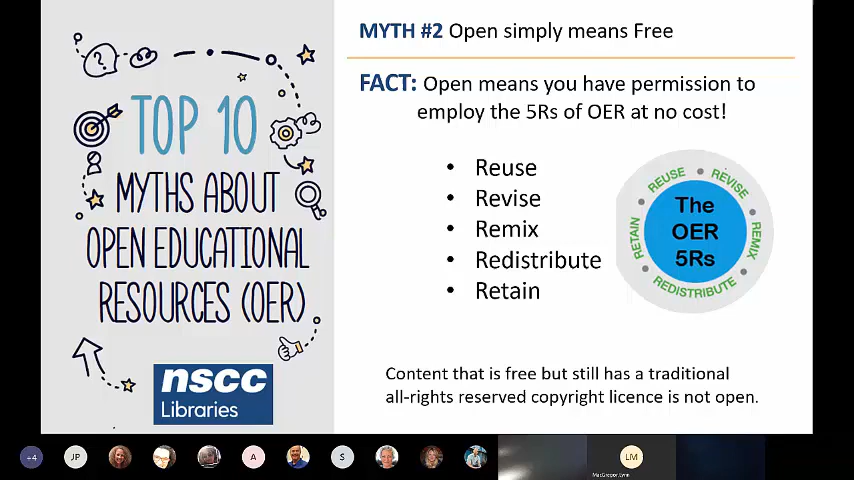 TOP 10
MYTHS ABOUT
OPEN EDUCATIONAL
RESOURCES (OER)
nscc
Libraries
MYTH #2 Open simply means Free
FACT: Open means you have permission to
employ the 5Rs of OER at no cost!
• Reuse
• Revise
• Remix
• Redistribute
• Retain
REUSE
REVISE
REMIX
REDISTRIBUTE
RETAIN
The
OER
5Rs
Content that is free but still has a traditional
all-rights reserved copyright licence is not open.
+4
JP
A
S
LM
MacGregor,Lynn